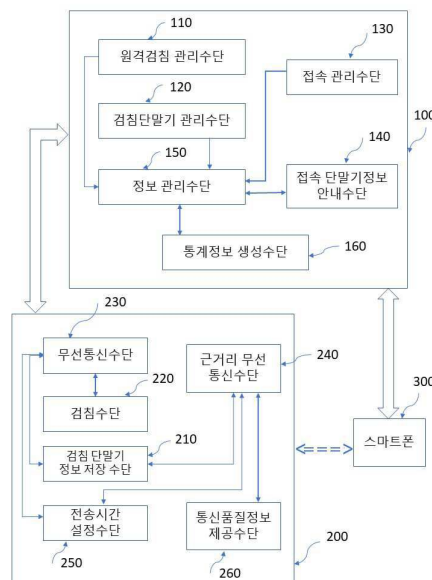 110
원격검침 관리수단
130
접속 관리수단
120
검침단말기 관리수단
100
150
140
정보 관리수단
접속 단말기정보
안내수단
통계정보 생성수단
160
230
무선통신수단
근거리 무선
통신수단
240
220
검침수단
300
스마트폰
210
검침 단말기
정보 저장 수단
전송시간
설정수단
통신품질정보
제공수단
250
260
200